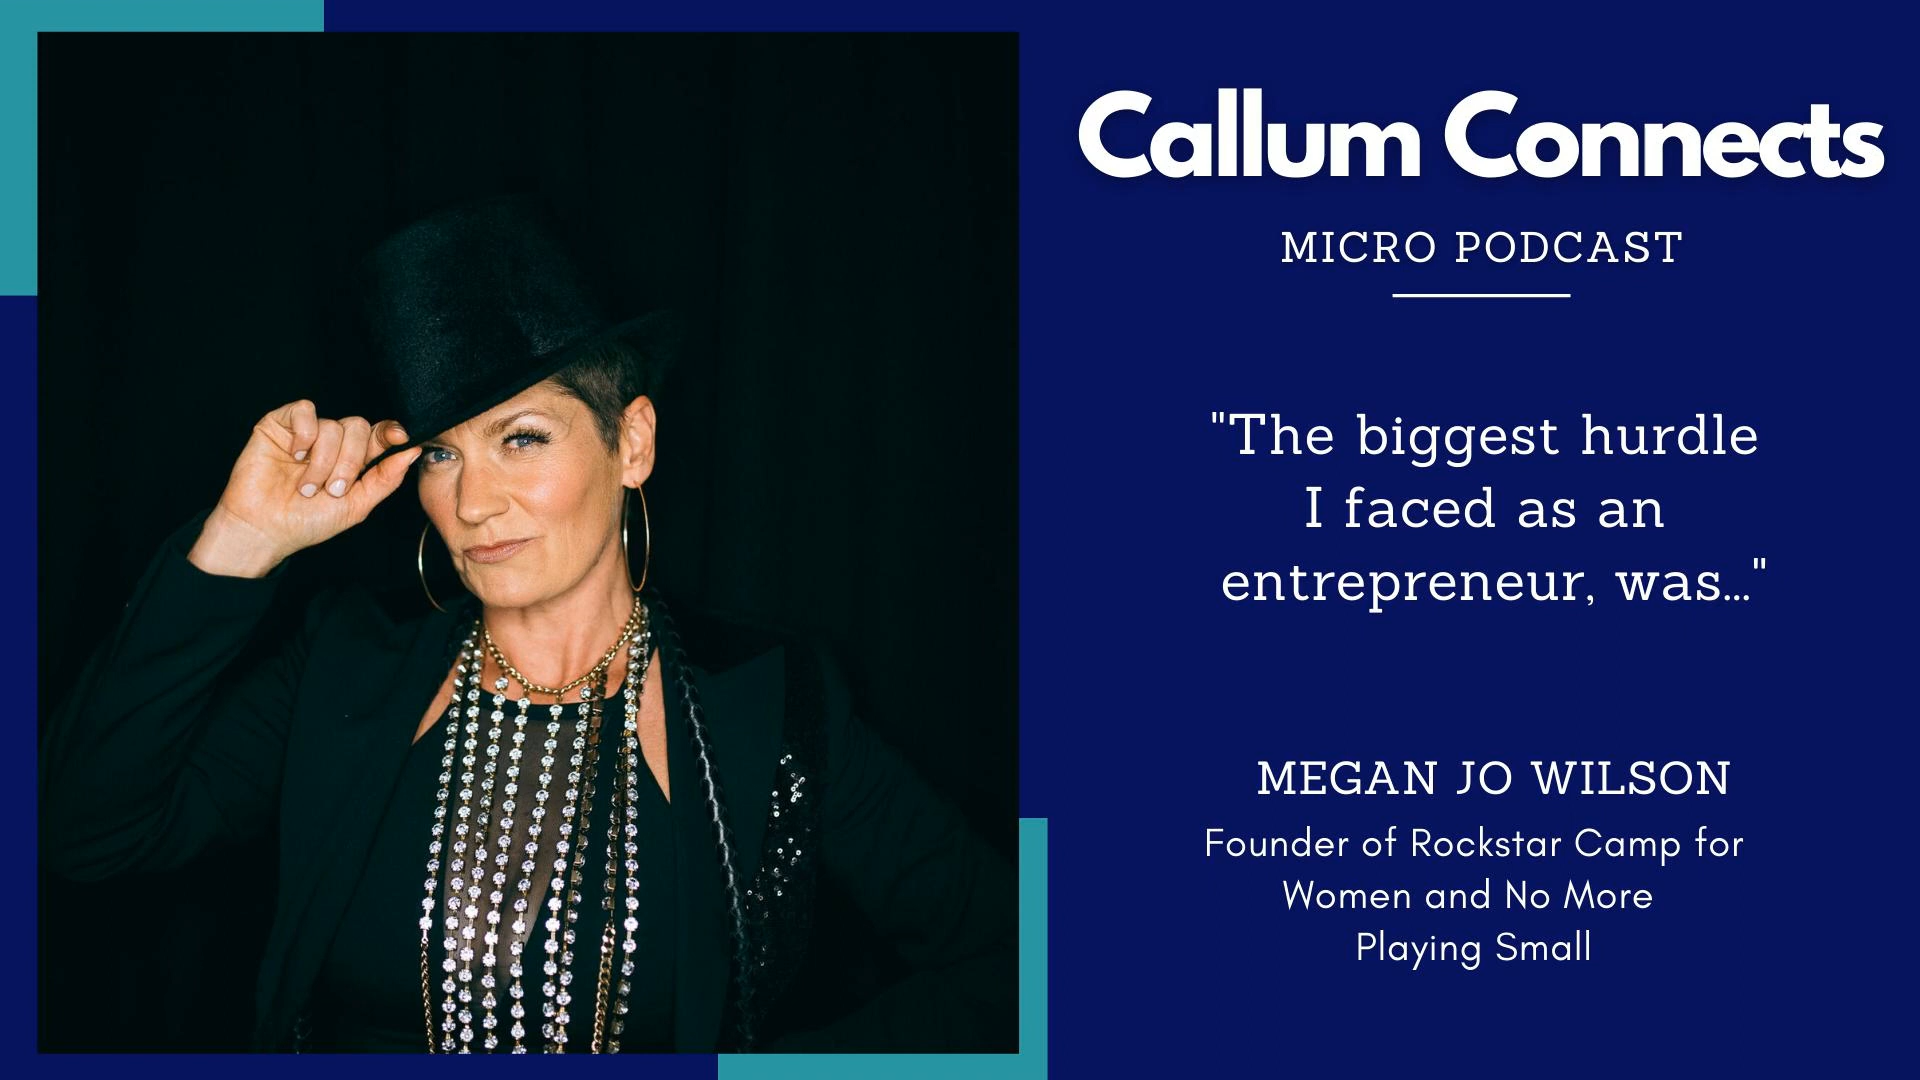 Callum Connects
MICRO PODCAST
"The biggest hurdle
I faced as an
entrepreneur, was..."
MEGAN JO WILSON
Founder of Rockstar Camp for
Women and No More
Playing Small